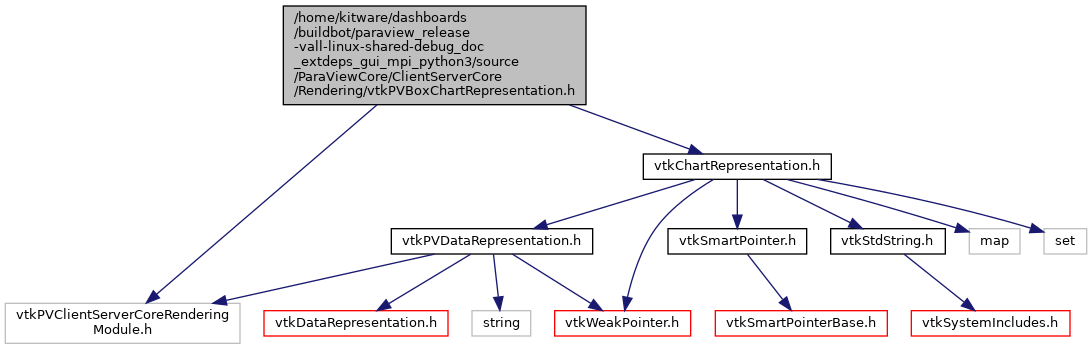 /home/kitware/dashboards
/buildbot/paraview_release
-vall-linux-shared-debug_doc
_extdeps_gui_mpi_python3/source
/ParaViewCore/ClientServerCore
/Rendering/vtkPVBoxChartRepresentation.h
vtkChartRepresentation.h
vtkPVDataRepresentation.h
vtkSmartPointer.h
vtkStdString.h
map
set
vtkPVClientServerCoreRendering
Module.h
vtkDataRepresentation.h
string
vtkWeakPointer.h
vtkSmartPointerBase.h
vtkSystemIncludes.h